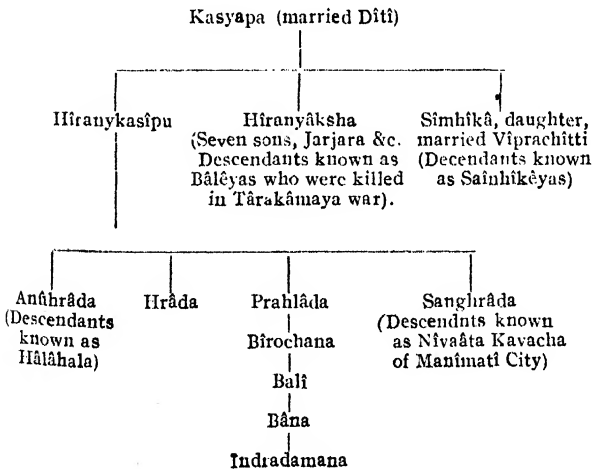 Kasyapa (married Dîtî)
Hîranykasîpu
Hîranyâksha
(Seven sons, Jarjara &c.
Descendants known as
Bâlêyas who were killed
in Târakâmaya war).
Sîmhîkâ, daughter,
married Vîprachîtti
(Decendants known
as Saînhîkêyas)
Anûhrâda
(Descendants
known as
Hâlâhala)
Hrâda
Prahlâda
Bîrochana
Balî
Bâna
Indradamana
Sanghrâda
(Descendnts known
as Nîvaâta Kavacha
of Manîmatî City)